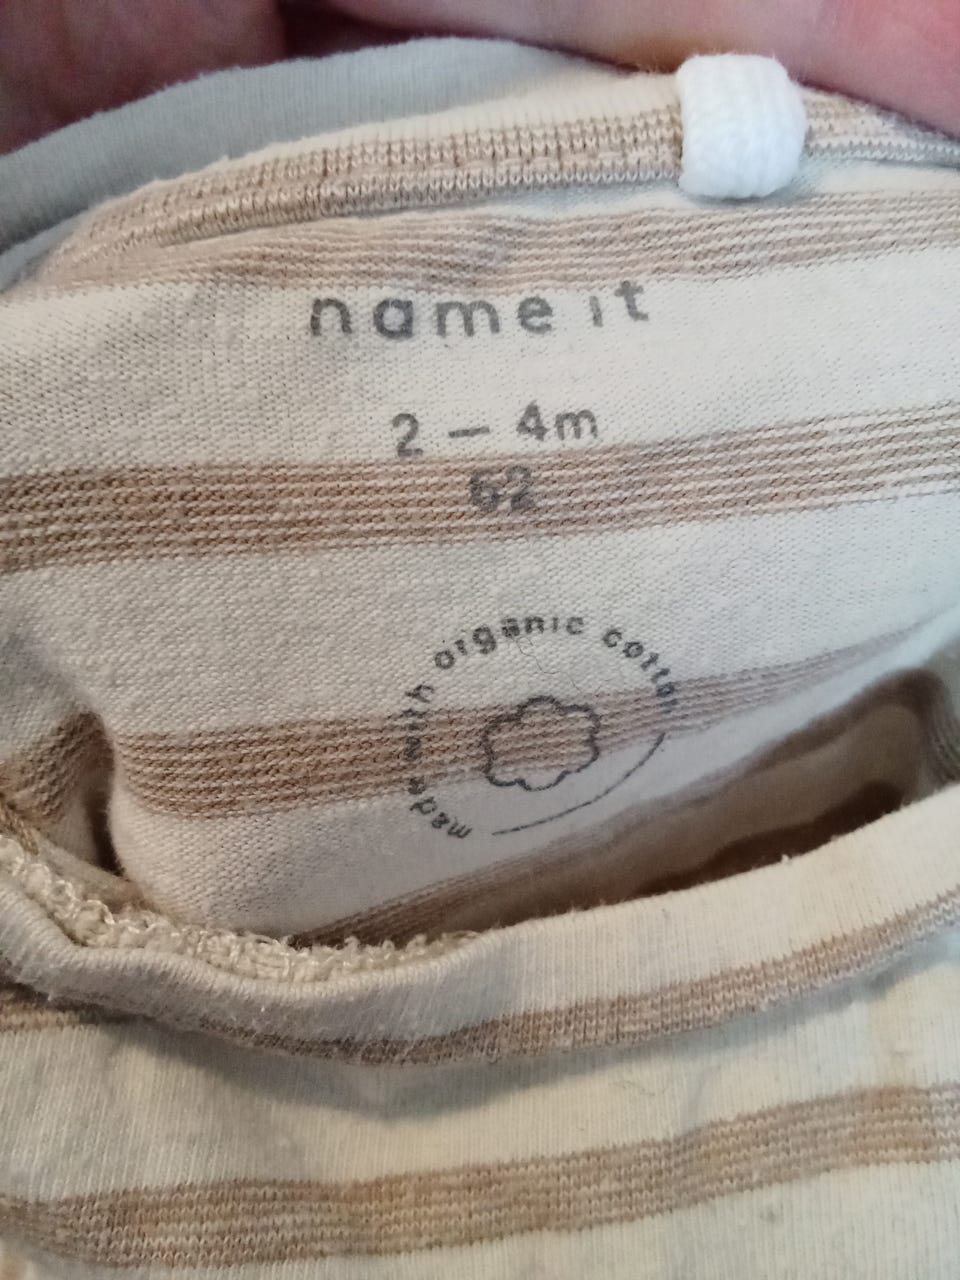 name it
2 – 4m
62
made with organic cotton